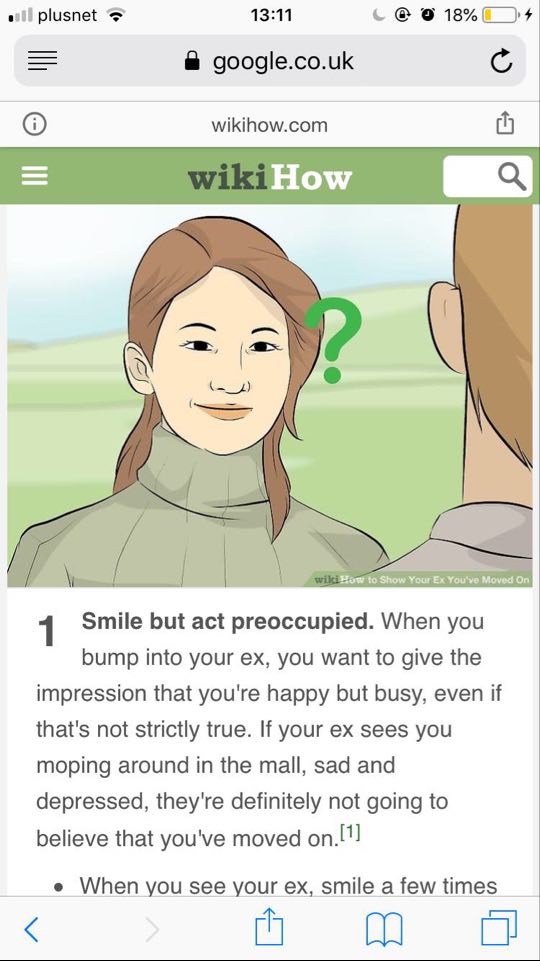 plusnet 13:11 18%
google.co.uk
wikihow.com
wikiHow
?
wikiHow to Show Your Ex You've Moved On
1 Smile but act preoccupied. When you
bump into your ex, you want to give the
impression that you're happy but busy, even if
that's not strictly true. If your ex sees you
moping around in the mall, sad and
depressed, they're definitely not going to
believe that you've moved on.[1]
• When you see your ex, smile a few times